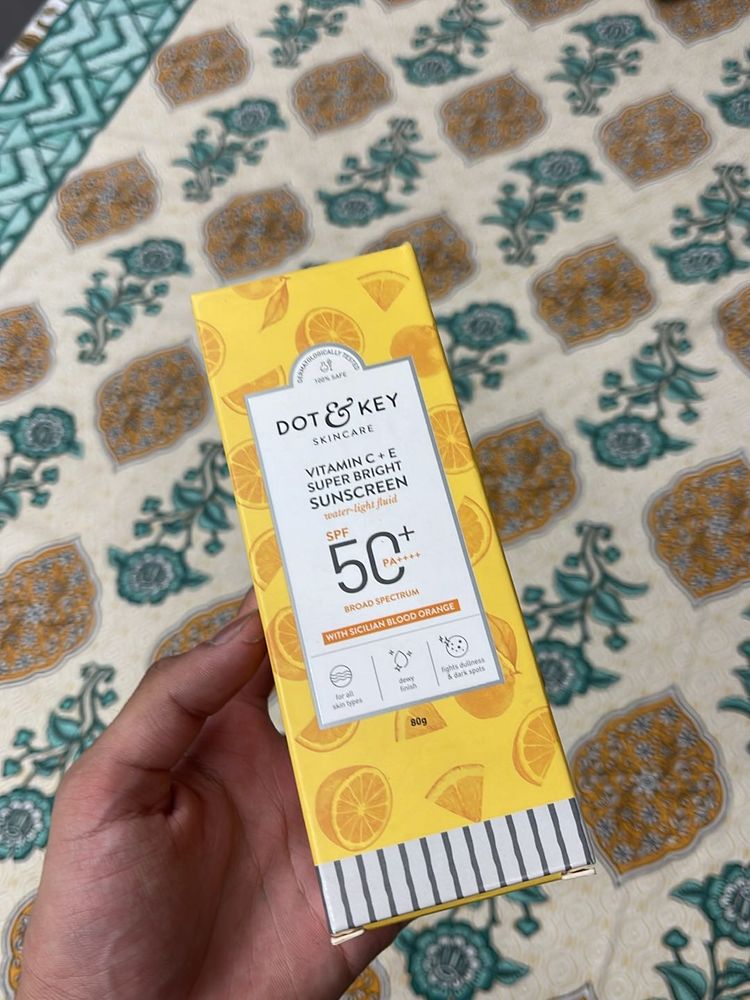 DERMATOLOGICALLY TESTED
100% SAFE
DOT & KEY
SKINCARE
VITAMIN C + E
SUPER BRIGHT
SUNSCREEN
water-light fluid
SPF
50+
PA++++
BROAD SPECTRUM
WITH SICILIAN BLOOD ORANGE
for all
skin types
dewy
finish
fights dullness
& dark spots
80g